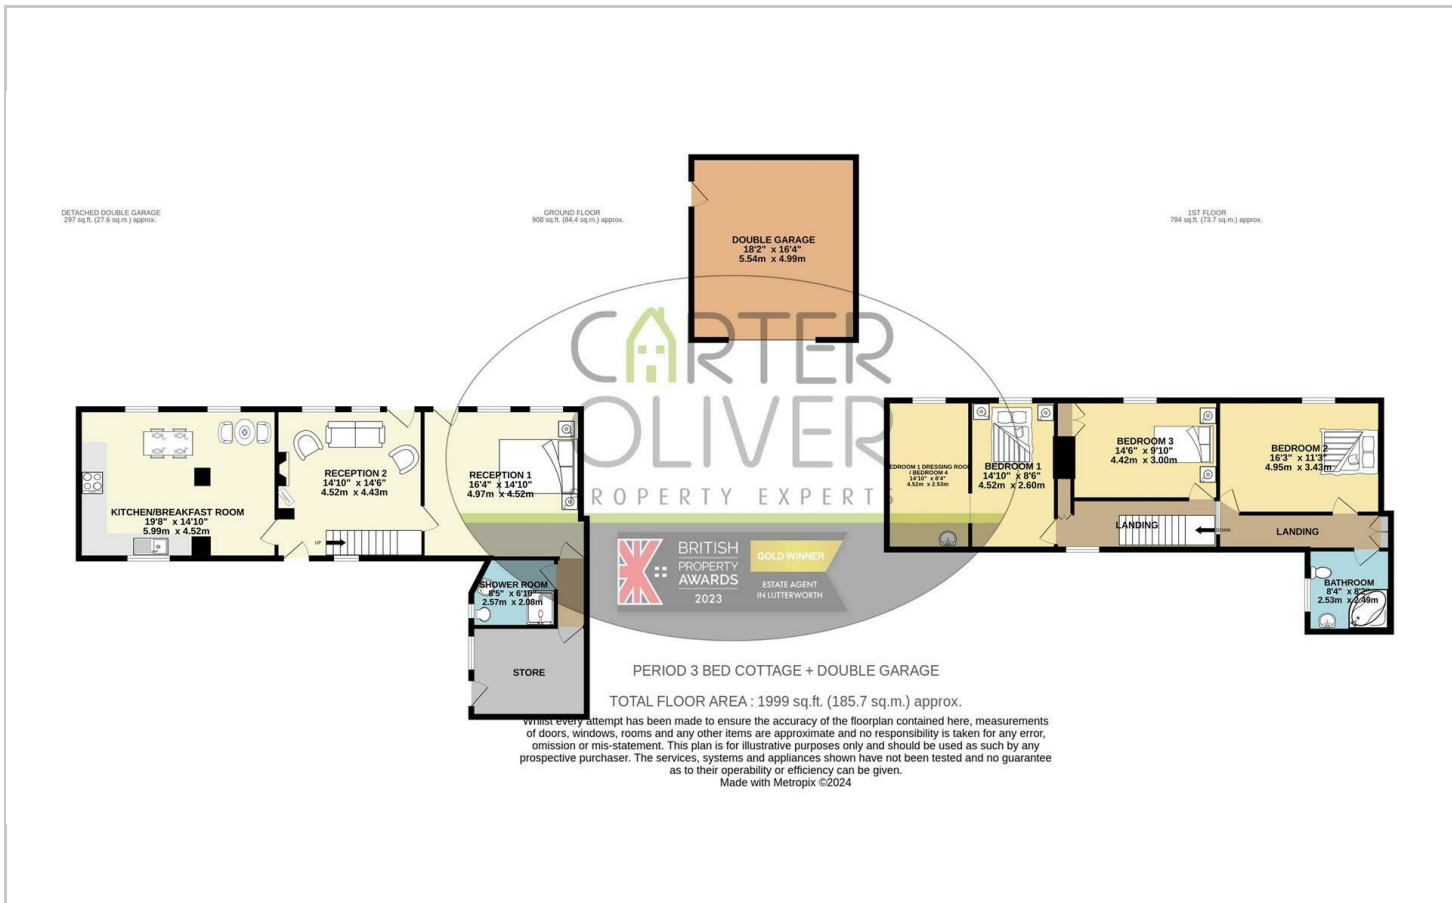 DETACHED DOUBLE GARAGE
297 sq.ft. (27.6 sq.m.) approx.
GROUND FLOOR
908 sq.ft. (84.4 sq.m.) approx.
1ST FLOOR
794 sq.ft. (73.7 sq.m.) approx.
DOUBLE GARAGE
18'2" x 16'4"
5.54m x 4.99m
CARTER
OLIVER
PROPERTY EXPERTS
KITCHEN/BREAKFAST ROOM
19'8" x 14'10"
5.99m x 4.52m
RECEPTION 2
14'10" x 14'6"
4.52m x 4.43m
UP
RECEPTION 1
16'4" x 14'10"
4.97m x 4.52m
SHOWER ROOM
8'5" x 6'10"
2.57m x 2.08m
STORE
BEDROOM 1 DRESSING ROOM
/ BEDROOM 4
14'10" x 8'4"
4.52m x 2.53m
BEDROOM 1
14'10" x 8'6"
4.52m x 2.60m
BEDROOM 3
14'6" x 9'10"
4.42m x 3.00m
BEDROOM 2
16'3" x 11'3"
4.95m x 3.43m
LANDING
DOWN
LANDING
BATHROOM
8'4" x 8'2"
2.53m x 2.49m
BRITISH
PROPERTY
AWARDS
2023
GOLD WINNER
ESTATE AGENT
IN LUTTERWORTH
PERIOD 3 BED COTTAGE + DOUBLE GARAGE
TOTAL FLOOR AREA : 1999 sq.ft. (185.7 sq.m.) approx.
Whilst every attempt has been made to ensure the accuracy of the floorplan contained here, measurements
of doors, windows, rooms and any other items are approximate and no responsibility is taken for any error,
omission or mis-statement. This plan is for illustrative purposes only and should be used as such by any
prospective purchaser. The services, systems and appliances shown have not been tested and no guarantee
as to their operability or efficiency can be given.
Made with Metropix ©2024